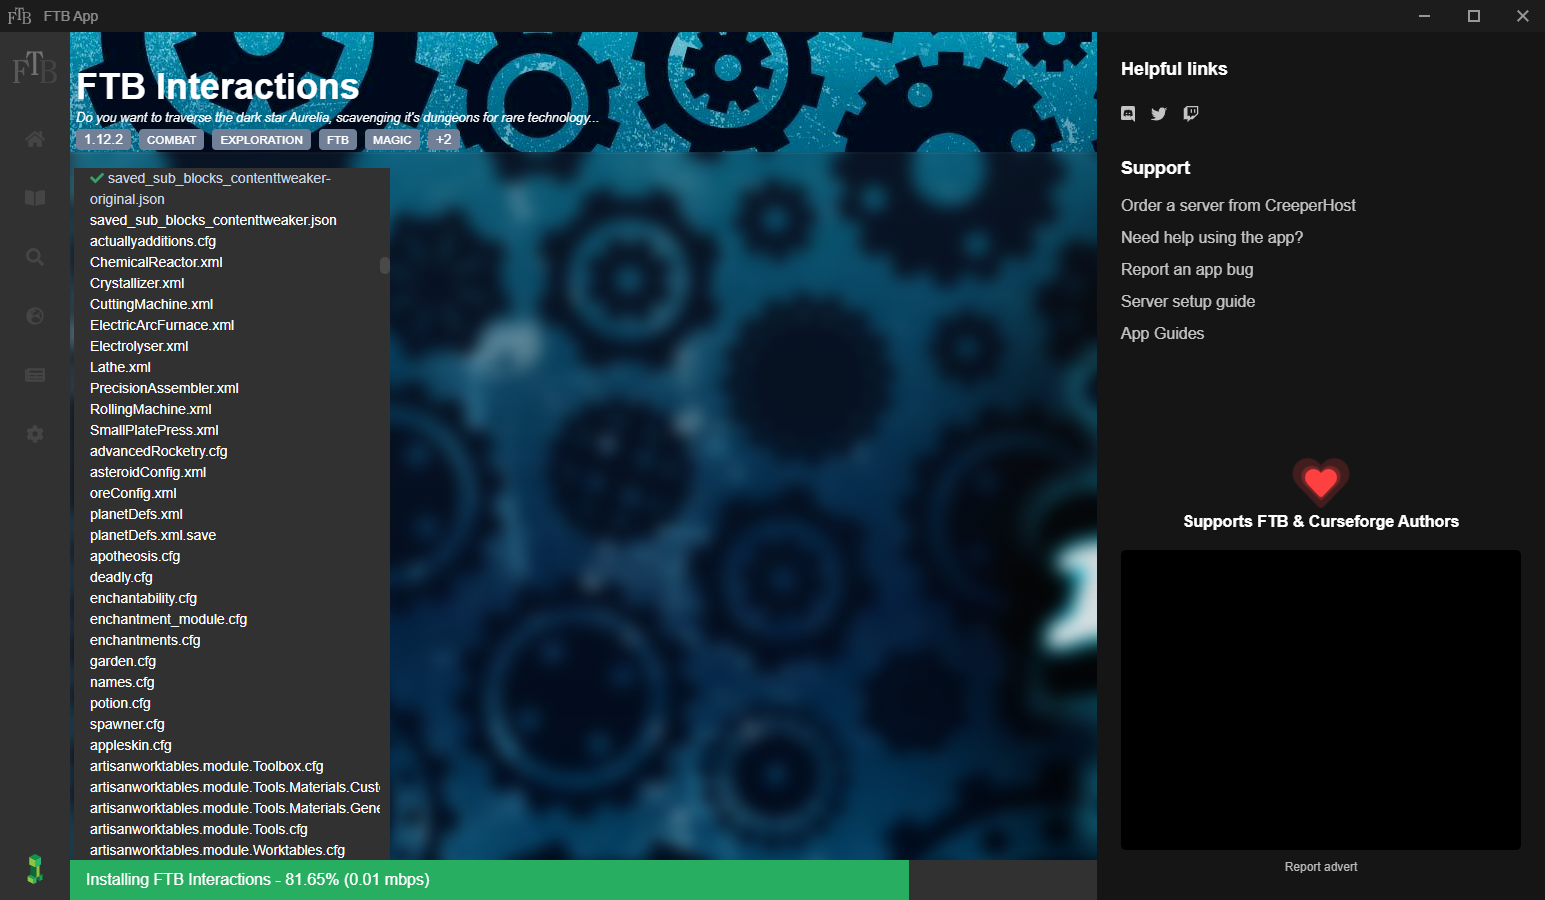 FTB FTB App
FTB
FTB Interactions
Do you want to traverse the dark star Aurelia, scavenging it's dungeons for rare technology...
1.12.2 COMBAT EXPLORATION FTB MAGIC +2
saved_sub_blocks_contenttweaker-
original.json
saved_sub_blocks_contenttweaker.json
actuallyadditions.cfg
ChemicalReactor.xml
Crystallizer.xml
CuttingMachine.xml
ElectricArcFurnace.xml
Electrolyser.xml
Lathe.xml
PrecisionAssembler.xml
RollingMachine.xml
SmallPlatePress.xml
advancedRocketry.cfg
asteroidConfig.xml
oreConfig.xml
planetDefs.xml
planetDefs.xml.save
apotheosis.cfg
deadly.cfg
enchantability.cfg
enchantment_module.cfg
enchantments.cfg
garden.cfg
names.cfg
potion.cfg
spawner.cfg
appleskin.cfg
artisanworktables.module.Toolbox.cfg
artisanworktables.module.Tools.Materials.Cust
artisanworktables.module.Tools.Materials.Gene
artisanworktables.module.Tools.cfg
artisanworktables.module.Worktables.cfg
Installing FTB Interactions - 81.65% (0.01 mbps)
Helpful links
Support
Order a server from CreeperHost
Need help using the app?
Report an app bug
Server setup guide
App Guides
Supports FTB & Curseforge Authors
Report advert